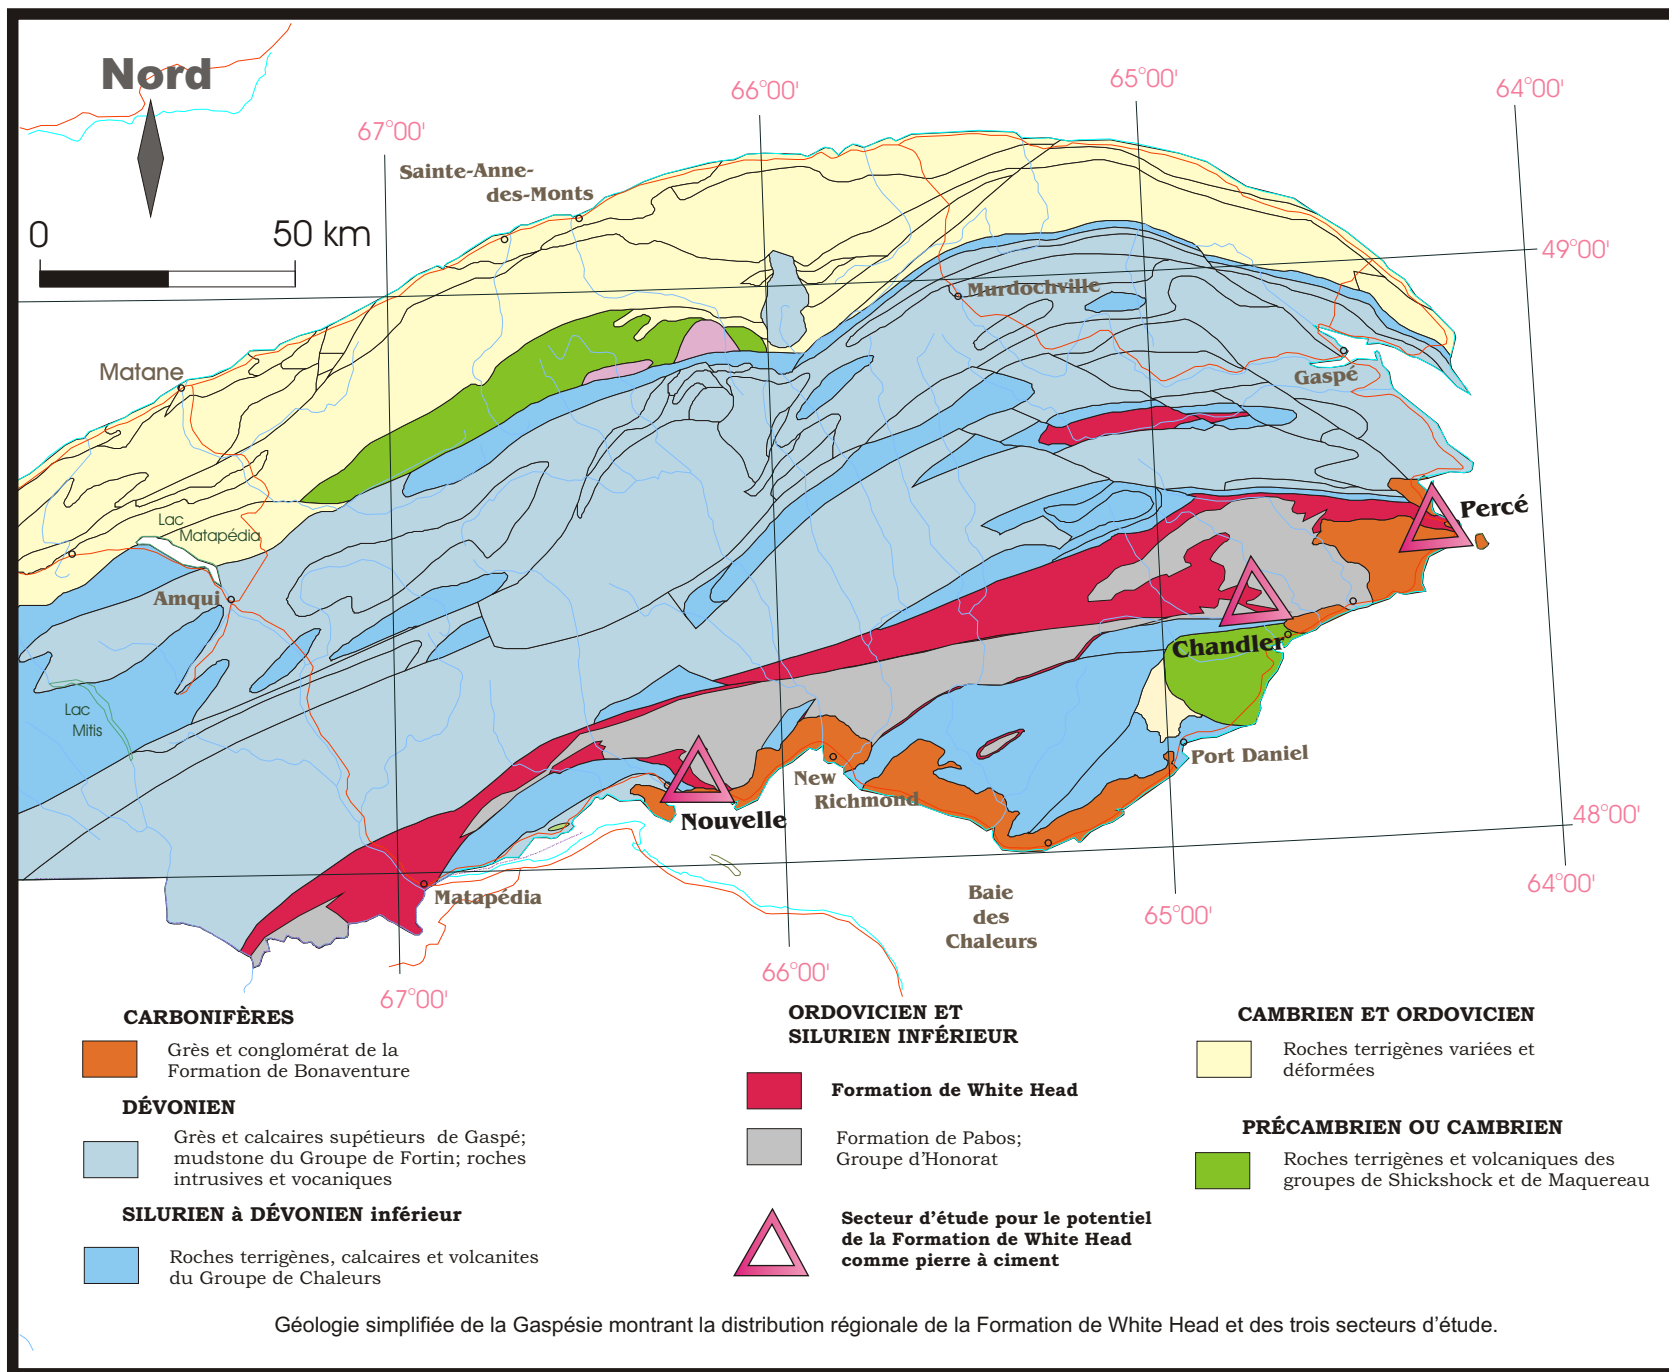 Nord
67°00'
66°00'
65°00'
64°00'
Sainte-Anne-
des-Monts
0
50 km
49°00'
Murdochville
Matane
Gaspé
Percé
Lac
Matapédia
Amqui
Chandler
Lac
Mitis
Port Daniel
New
Richmond
Nouvelle
48°00'
64°00'
Matapédia
Baie
des
Chaleurs
65°00'
66°00'
67°00'
CARBONIFÈRES
Grès et conglomérat de la
Formation de Bonaventure
DÉVONIEN
Grès et calcaires supétieurs de Gaspé;
mudstone du Groupe de Fortin; roches
intrusives et vocaniques
SILURIEN à DÉVONIEN inférieur
Roches terrigènes, calcaires et volcanites
du Groupe de Chaleurs
ORDOVICIEN ET
SILURIEN INFÉRIEUR
Formation de White Head
Formation de Pabos;
Groupe d'Honorat
Secteur d'étude pour le potentiel
de la Formation de White Head
comme pierre à ciment
CAMBRIEN ET ORDOVICIEN
Roches terrigènes variées et
déformées
PRÉCAMBRIEN OU CAMBRIEN
Roches terrigènes et volcaniques des
groupes de Shickshock et de Maquereau
Géologie simplifiée de la Gaspésie montrant la distribution régionale de la Formation de White Head et des trois secteurs d'étude.